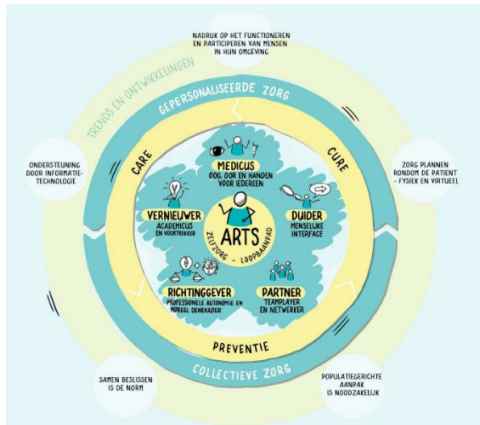 NADRUK OP HET FUNCTIONEREN
EN PARTICIPEREN VAN MENSEN
IN HUN OMGEVING
TRENDS EN ONTWIKKELINGEN
GEPERSONALISEERDE ZORG
ONDERSTEUNING
DOOR INFORMATIE-
TECHNOLOGIE
ZORG PLANNEN
RONDOM DE PATIENT
- FYSIEK EN VIRTUEEL
CARE
CURE
MEDICUS
OOG, OOR EN HANDEN
VOOR IEDEREEN
VERNIEUWER
ACADEMICUS
EN VOORTREKKER
DUIDER
MENSELIJKE
INTERFACE
ARTS
ZELFZORG - LOOPBAANPAD
RICHTINGGEVER
PROFESSIONELE AUTONOMIE EN
MOREEL DENKKADER
PARTNER
TEAMPLAYER
EN NETWERKER
PREVENTIE
COLLECTIEVE ZORG
SAMEN BESLISSEN
IS DE NORM
POPULATIEGERICHTE
AANPAK
IS NOODZAKELIJK